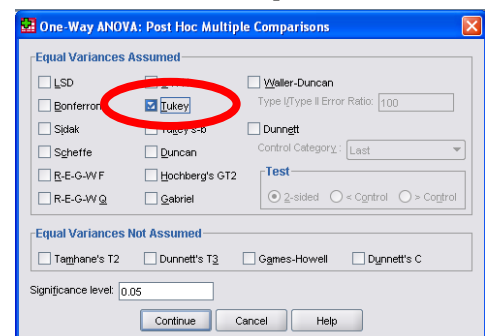 One-Way ANOVA: Post Hoc Multiple Comparisons
Equal Variances Assumed
LSD Waller-Duncan
Bonferron Tukey Type I/Type II Error Ratio: 100
Sidak Tukey's-b Dunnett
Scheffe Duncan Control Category: Last
R-E-G-W F Hochberg's GT2 Test
R-E-G-W Q Gabriel 2-sided < Control > Control
Equal Variances Not Assumed
Tamhane's T2 Dunnett's T3 Games-Howell Dunnett's C
Significance level: 0.05
Continue Cancel Help